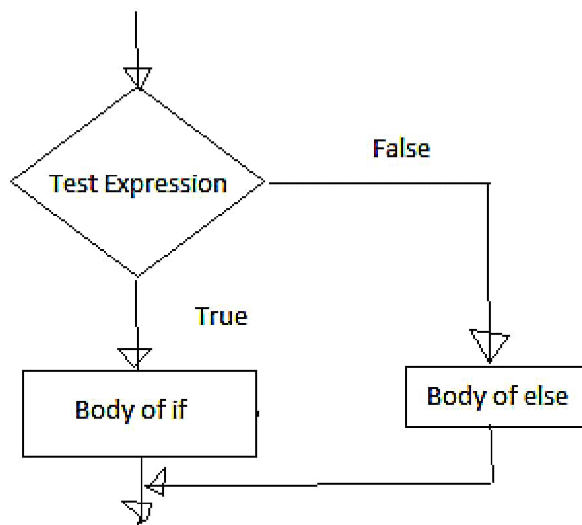 False
Test Expression
True
Body of if
Body of else